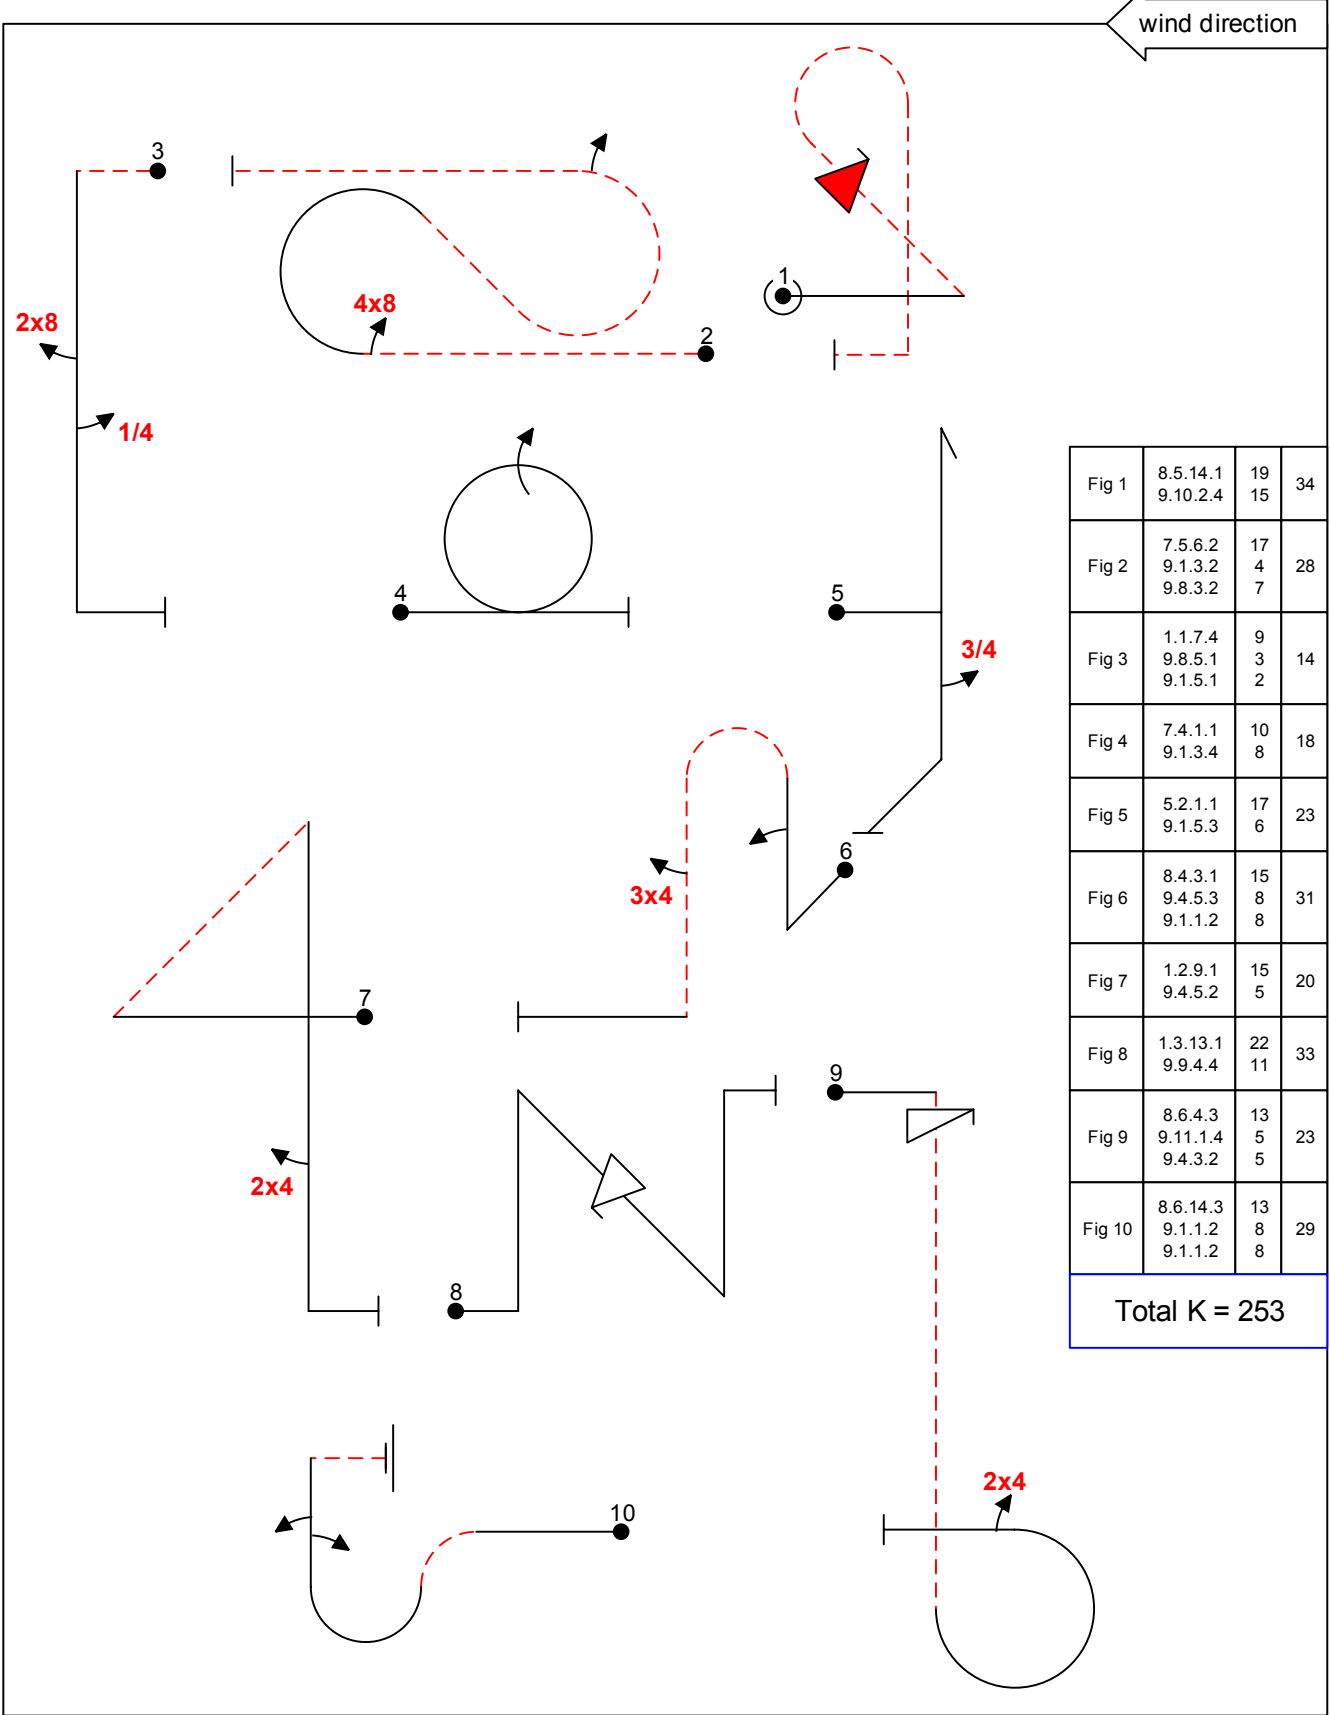 wind direction
3
1
4x8
2x8
2
1/4
4
5
3/4
6
3x4
7
9
2x4
8
2x4
10
Fig 1 8.5.14.1 19 34
9.10.2.4 15
Fig 2 7.5.6.2 17 28
9.1.3.2 4
9.8.3.2 7
Fig 3 1.1.7.4 9 14
9.8.5.1 3
9.1.5.1 2
Fig 4 7.4.1.1 10 18
9.1.3.4 8
Fig 5 5.2.1.1 17 23
9.1.5.3 6
Fig 6 8.4.3.1 15 31
9.4.5.3 8
9.1.1.2 8
Fig 7 1.2.9.1 15 20
9.4.5.2 5
Fig 8 1.3.13.1 22 33
9.9.4.4 11
Fig 9 8.6.4.3 13 23
9.11.1.4 5
9.4.3.2 5
Fig 10 8.6.14.3 13 29
9.1.1.2 8
9.1.1.2 8
Total K = 253